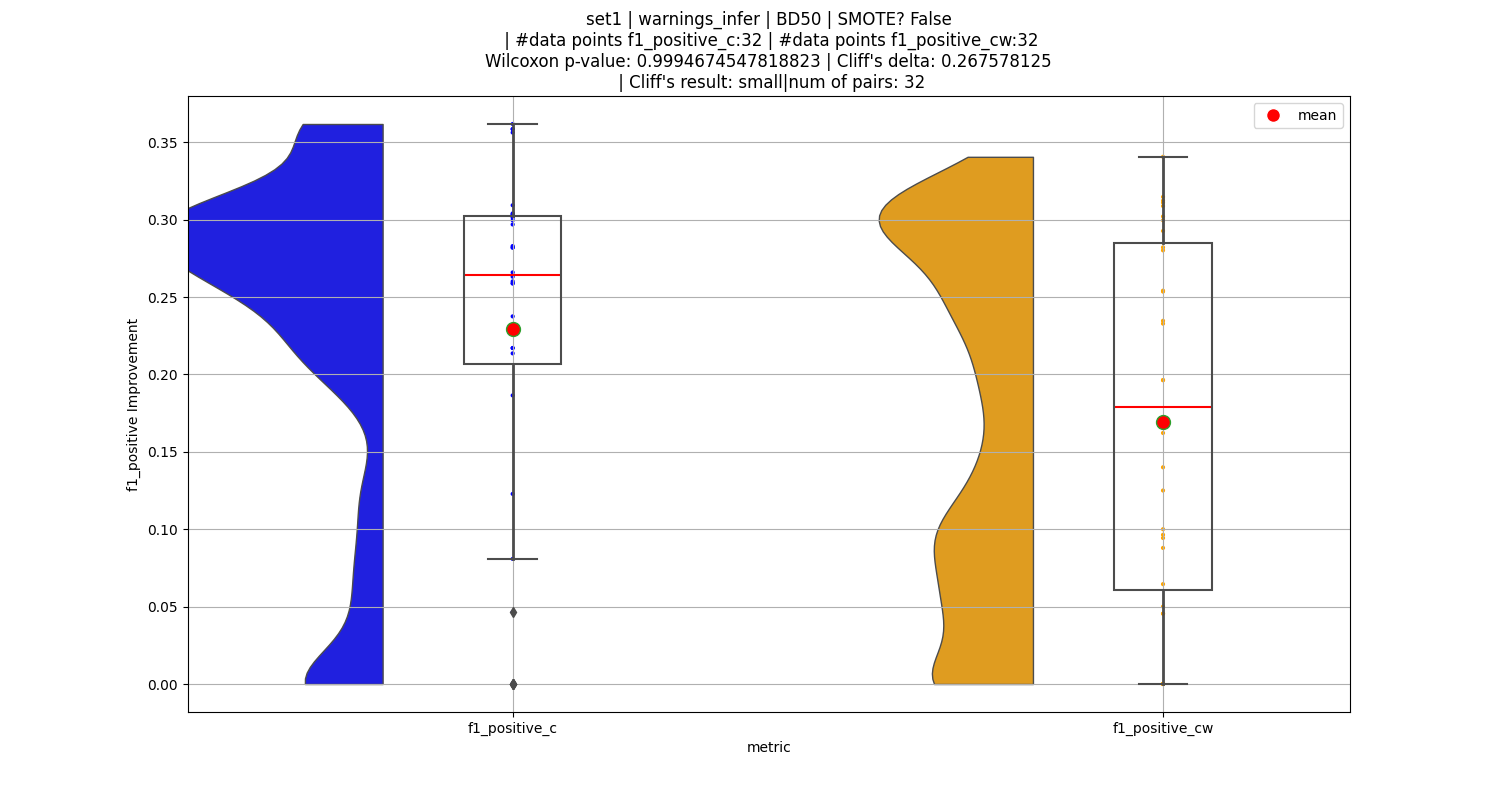 set1 | warnings_infer | BD50 | SMOTE? False
| #data points f1_positive_c:32 | #data points f1_positive_cw:32
Wilcoxon p-value: 0.9994674547818823 | Cliff's delta: 0.267578125
| Cliff's result: small|num of pairs: 32
mean
f1_positive Improvement
0.35
0.30
0.25
0.20
0.15
0.10
0.05
0.00
f1_positive_c
f1_positive_cw
metric